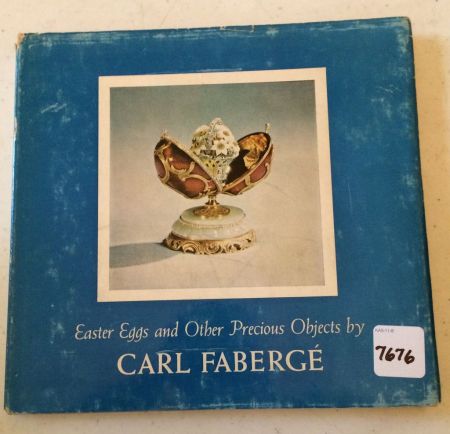 Easter Eggs and Other Precious Objects by
CARL FABERGÉ
7676